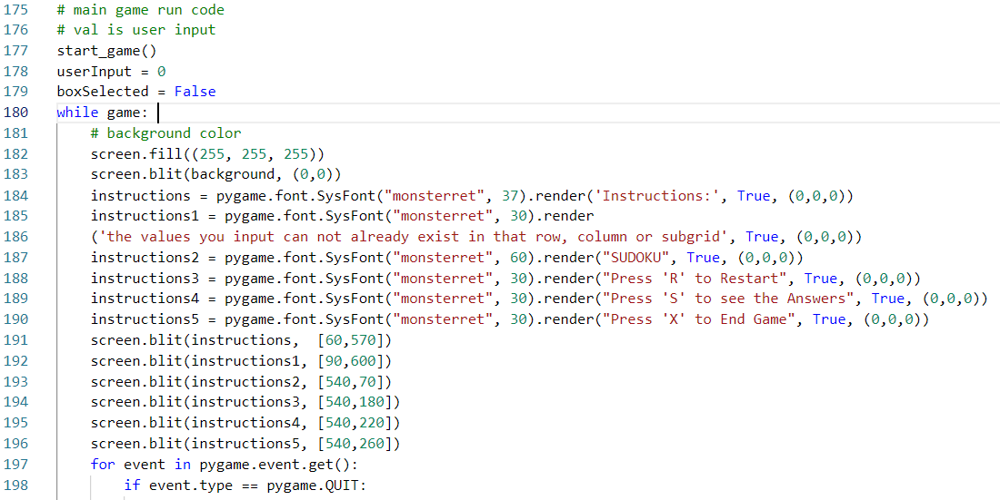 175 # main game run code
176 # val is user input
177 start_game()
178 userInput = 0
179 boxSelected = False
180 while game:
181     # background color
182     screen.fill((255, 255, 255))
183     screen.blit(background, (0,0))
184     instructions = pygame.font.SysFont("monsterret", 37).render('Instructions:', True, (0,0,0))
185     instructions1 = pygame.font.SysFont("monsterret", 30).render
186     ('the values you input can not already exist in that row, column or subgrid', True, (0,0,0))
187     instructions2 = pygame.font.SysFont("monsterret", 60).render("SUDOKU", True, (0,0,0))
188     instructions3 = pygame.font.SysFont("monsterret", 30).render("Press 'R' to Restart", True, (0,0,0))
189     instructions4 = pygame.font.SysFont("monsterret", 30).render("Press 'S' to see the Answers", True, (0,0,0))
190     instructions5 = pygame.font.SysFont("monsterret", 30).render("Press 'X' to End Game", True, (0,0,0))
191     screen.blit(instructions,  [60,570])
192     screen.blit(instructions1, [90,600])
193     screen.blit(instructions2, [540,70])
194     screen.blit(instructions3, [540,180])
195     screen.blit(instructions4, [540,220])
196     screen.blit(instructions5, [540,260])
197     for event in pygame.event.get():
198         if event.type == pygame.QUIT: